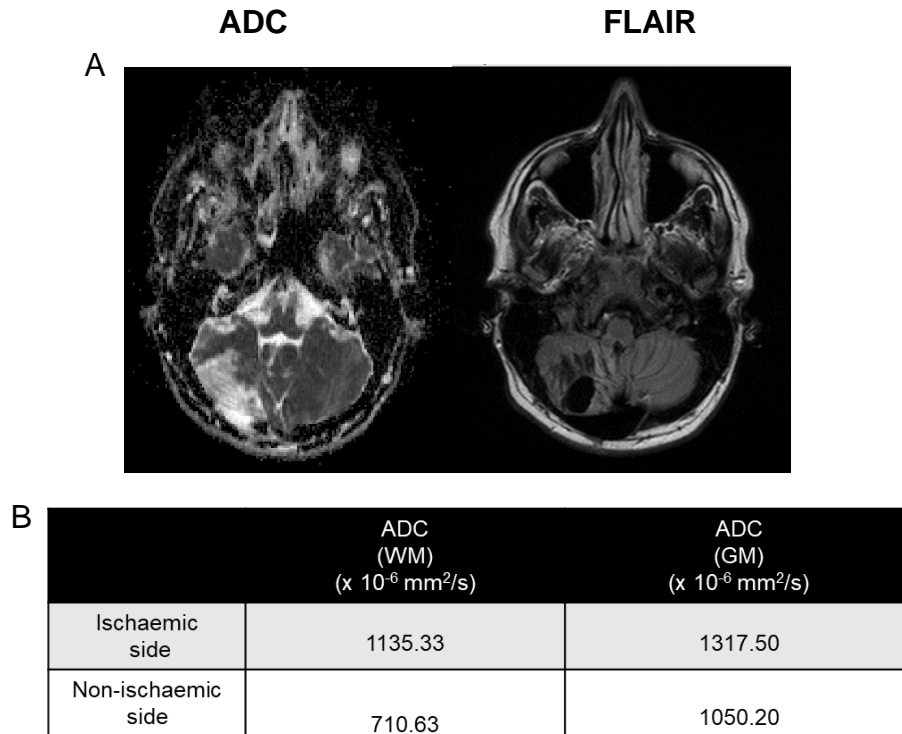 ADC FLAIR
A
B
ADC
(WM)
(x 10⁻⁶ mm²/s)
ADC
(GM)
(x 10⁻⁶ mm²/s)
Ischaemic
side
1135.33
1317.50
Non-ischaemic
side
710.63
1050.20